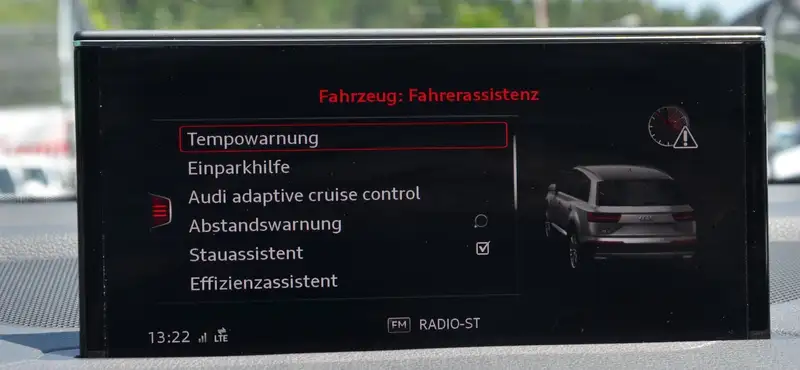 Fahrzeug: Fahrerassistenz
Tempowarnung
Einparkhilfe
Audi adaptive cruise control
Abstandswarnung
Stauassistent
Effizienzassistent
13:22 LTE
FM RADIO-ST